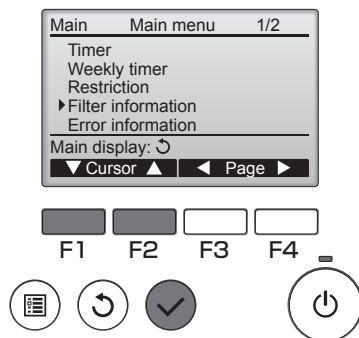 Main Main menu 1/2
Timer
Weekly timer
Restriction
Filter information
Error information
Main display:
Cursor Page
F1 F2 F3 F4